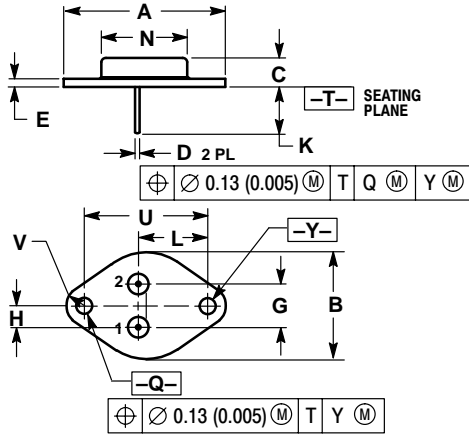 A
N
C
E
–T– SEATING PLANE
K
D 2 PL
⌖ ∅ 0.13 (0.005) Ⓜ T Q Ⓜ Y Ⓜ
U
L
–Y–
V
2
G
B
H
1
–Q–
⌖ ∅ 0.13 (0.005) Ⓜ T Y Ⓜ